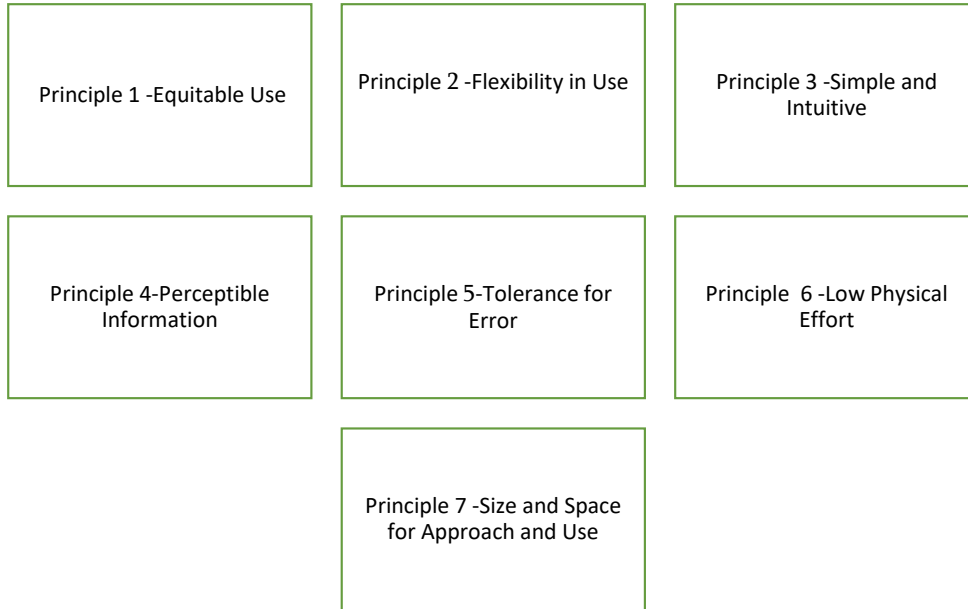 Principle 1 -Equitable Use
Principle 2 -Flexibility in Use
Principle 3 -Simple and
Intuitive
Principle 4-Perceptible
Information
Principle 5-Tolerance for
Error
Principle  6 -Low Physical
Effort
Principle 7 -Size and Space
for Approach and Use